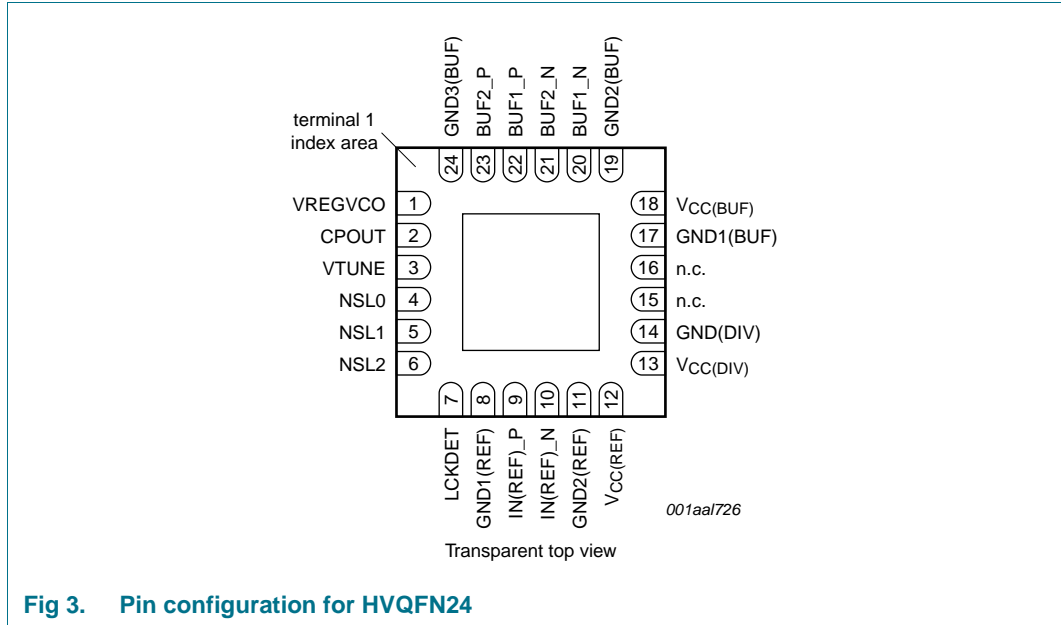 GND3(BUF)
BUF2_P
BUF1_P
BUF2_N
BUF1_N
GND2(BUF)
terminal 1
index area
24
23
22
21
20
19
VREGVCO 1
CPOUT 2
VTUNE 3
NSL0 4
NSL1 5
NSL2 6
18 VCC(BUF)
17 GND1(BUF)
16 n.c.
15 n.c.
14 GND(DIV)
13 VCC(DIV)
7
8
9
10
11
12
LCKDET
GND1(REF)
IN(REF)_P
IN(REF)_N
GND2(REF)
VCC(REF)
001aal726
Transparent top view
Fig 3. Pin configuration for HVQFN24